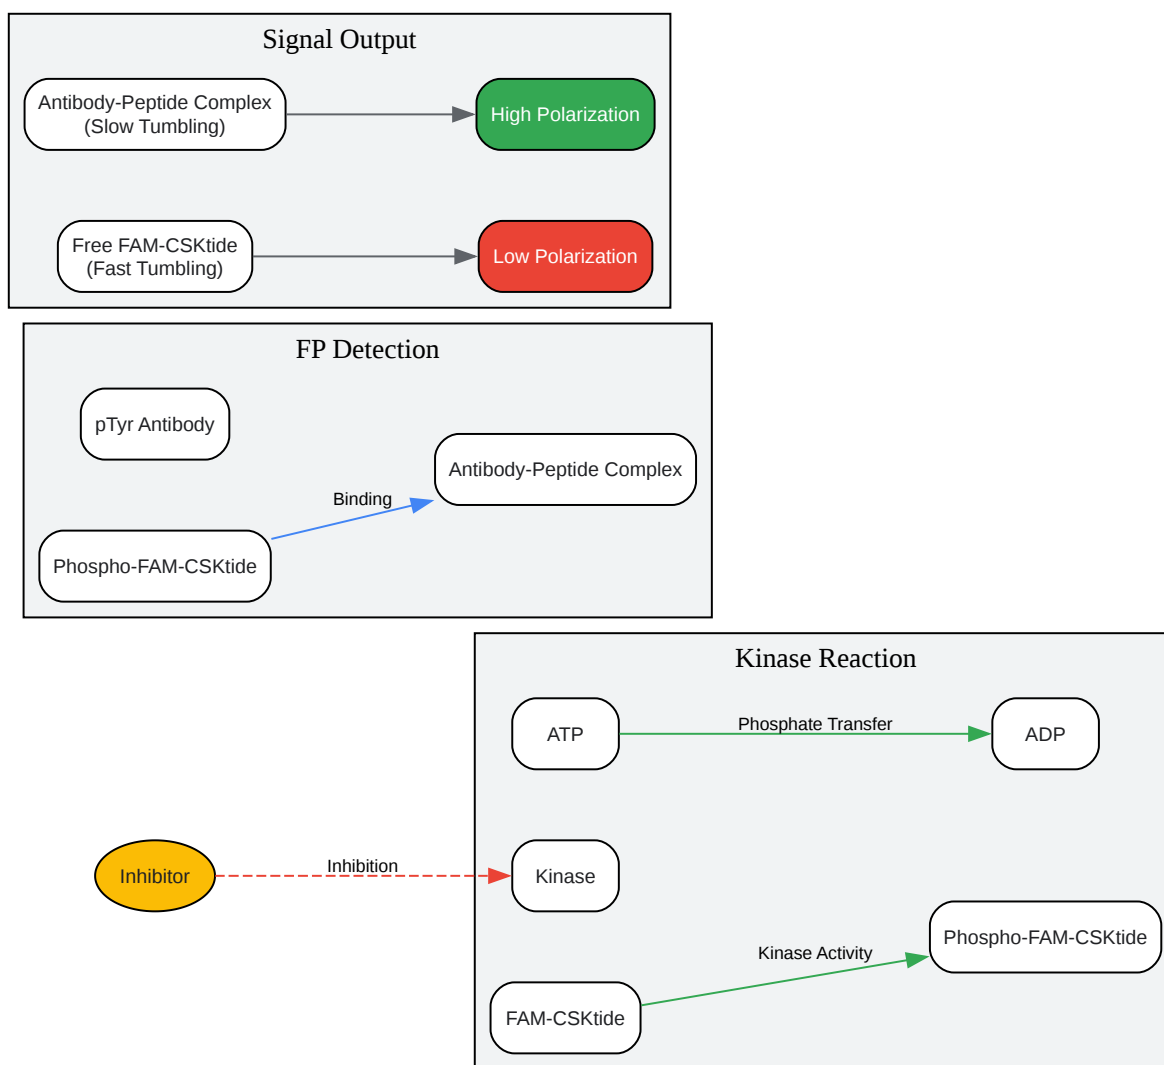 Signal Output
Antibody-Peptide Complex
(Slow Tumbling)
High Polarization
Free FAM-CSKtide
(Fast Tumbling)
Low Polarization
FP Detection
pTyr Antibody
Antibody-Peptide Complex
Binding
Phospho-FAM-CSKtide
Kinase Reaction
ATP
Phosphate Transfer
ADP
Inhibitor
Inhibition
Kinase
Phospho-FAM-CSKtide
Kinase Activity
FAM-CSKtide